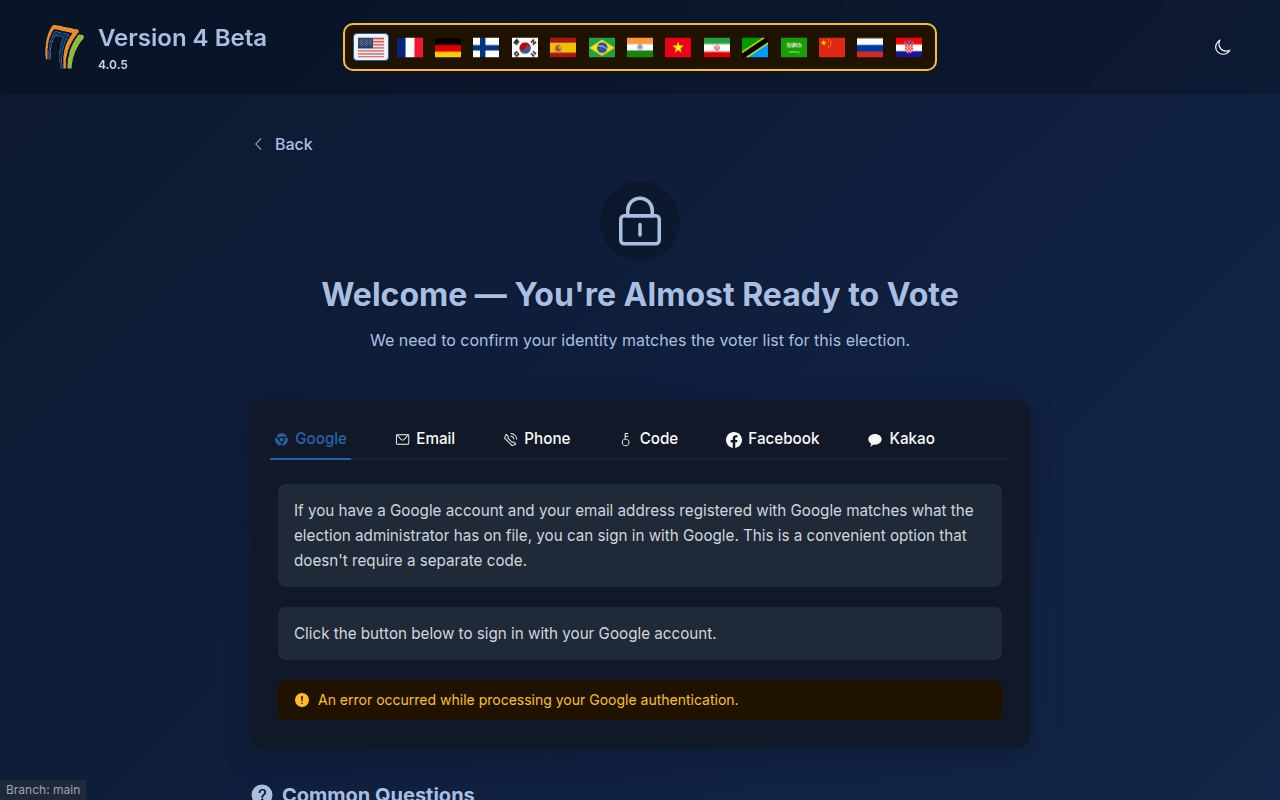 Version 4 Beta
4.0.5
Back
Welcome — You're Almost Ready to Vote
We need to confirm your identity matches the voter list for this election.
Google Email Phone Code Facebook Kakao
If you have a Google account and your email address registered with Google matches what the
election administrator has on file, you can sign in with Google. This is a convenient option that
doesn't require a separate code.
Click the button below to sign in with your Google account.
An error occurred while processing your Google authentication.
Common Questions
Branch: main